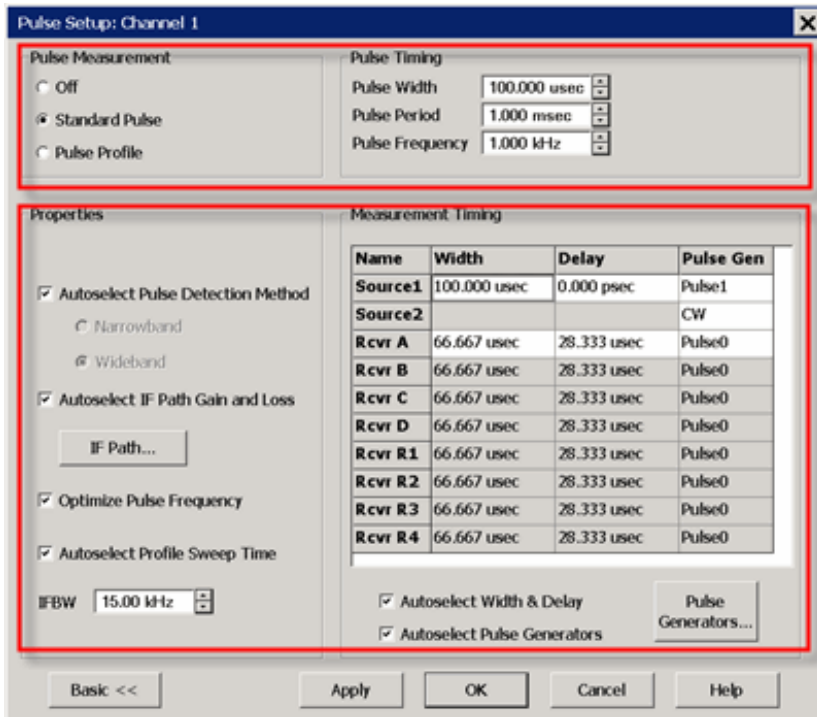 Pulse Setup: Channel 1
Pulse Measurement
Off
Standard Pulse
Pulse Profile
Pulse Timing
Pulse Width 100.000 usec
Pulse Period 1.000 msec
Pulse Frequency 1.000 kHz
Properties
Autoselect Pulse Detection Method
Narrowband
Wideband
Autoselect IF Path Gain and Loss
IF Path...
Optimize Pulse Frequency
Autoselect Profile Sweep Time
IFBW 15.00 kHz
Measurement Timing
Name Width Delay Pulse Gen
Source1 100.000 usec 0.000 psec Pulse1
Source2 CW
Rcvr A 66.667 usec 28.333 usec Pulse0
Rcvr B 66.667 usec 28.333 usec Pulse0
Rcvr C 66.667 usec 28.333 usec Pulse0
Rcvr D 66.667 usec 28.333 usec Pulse0
Rcvr R1 66.667 usec 28.333 usec Pulse0
Rcvr R2 66.667 usec 28.333 usec Pulse0
Rcvr R3 66.667 usec 28.333 usec Pulse0
Rcvr R4 66.667 usec 28.333 usec Pulse0
Autoselect Width & Delay
Autoselect Pulse Generators
Pulse
Generators...
Basic << Apply OK Cancel Help